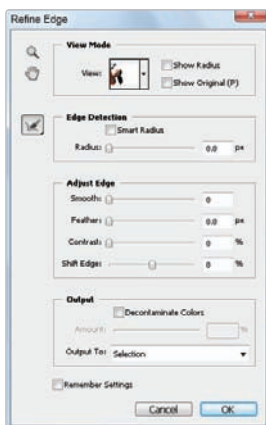 Refine Edge
View Mode
View:
Show Radius
Show Original (P)
Edge Detection
Smart Radius
Radius: 0.0 px
Adjust Edge
Smooth: 0
Feather: 0.0 px
Contrast: 0 %
Shift Edge: 0 %
Output
Decontaminate Colors
Amount: %
Output To: Selection
Remember Settings
Cancel OK